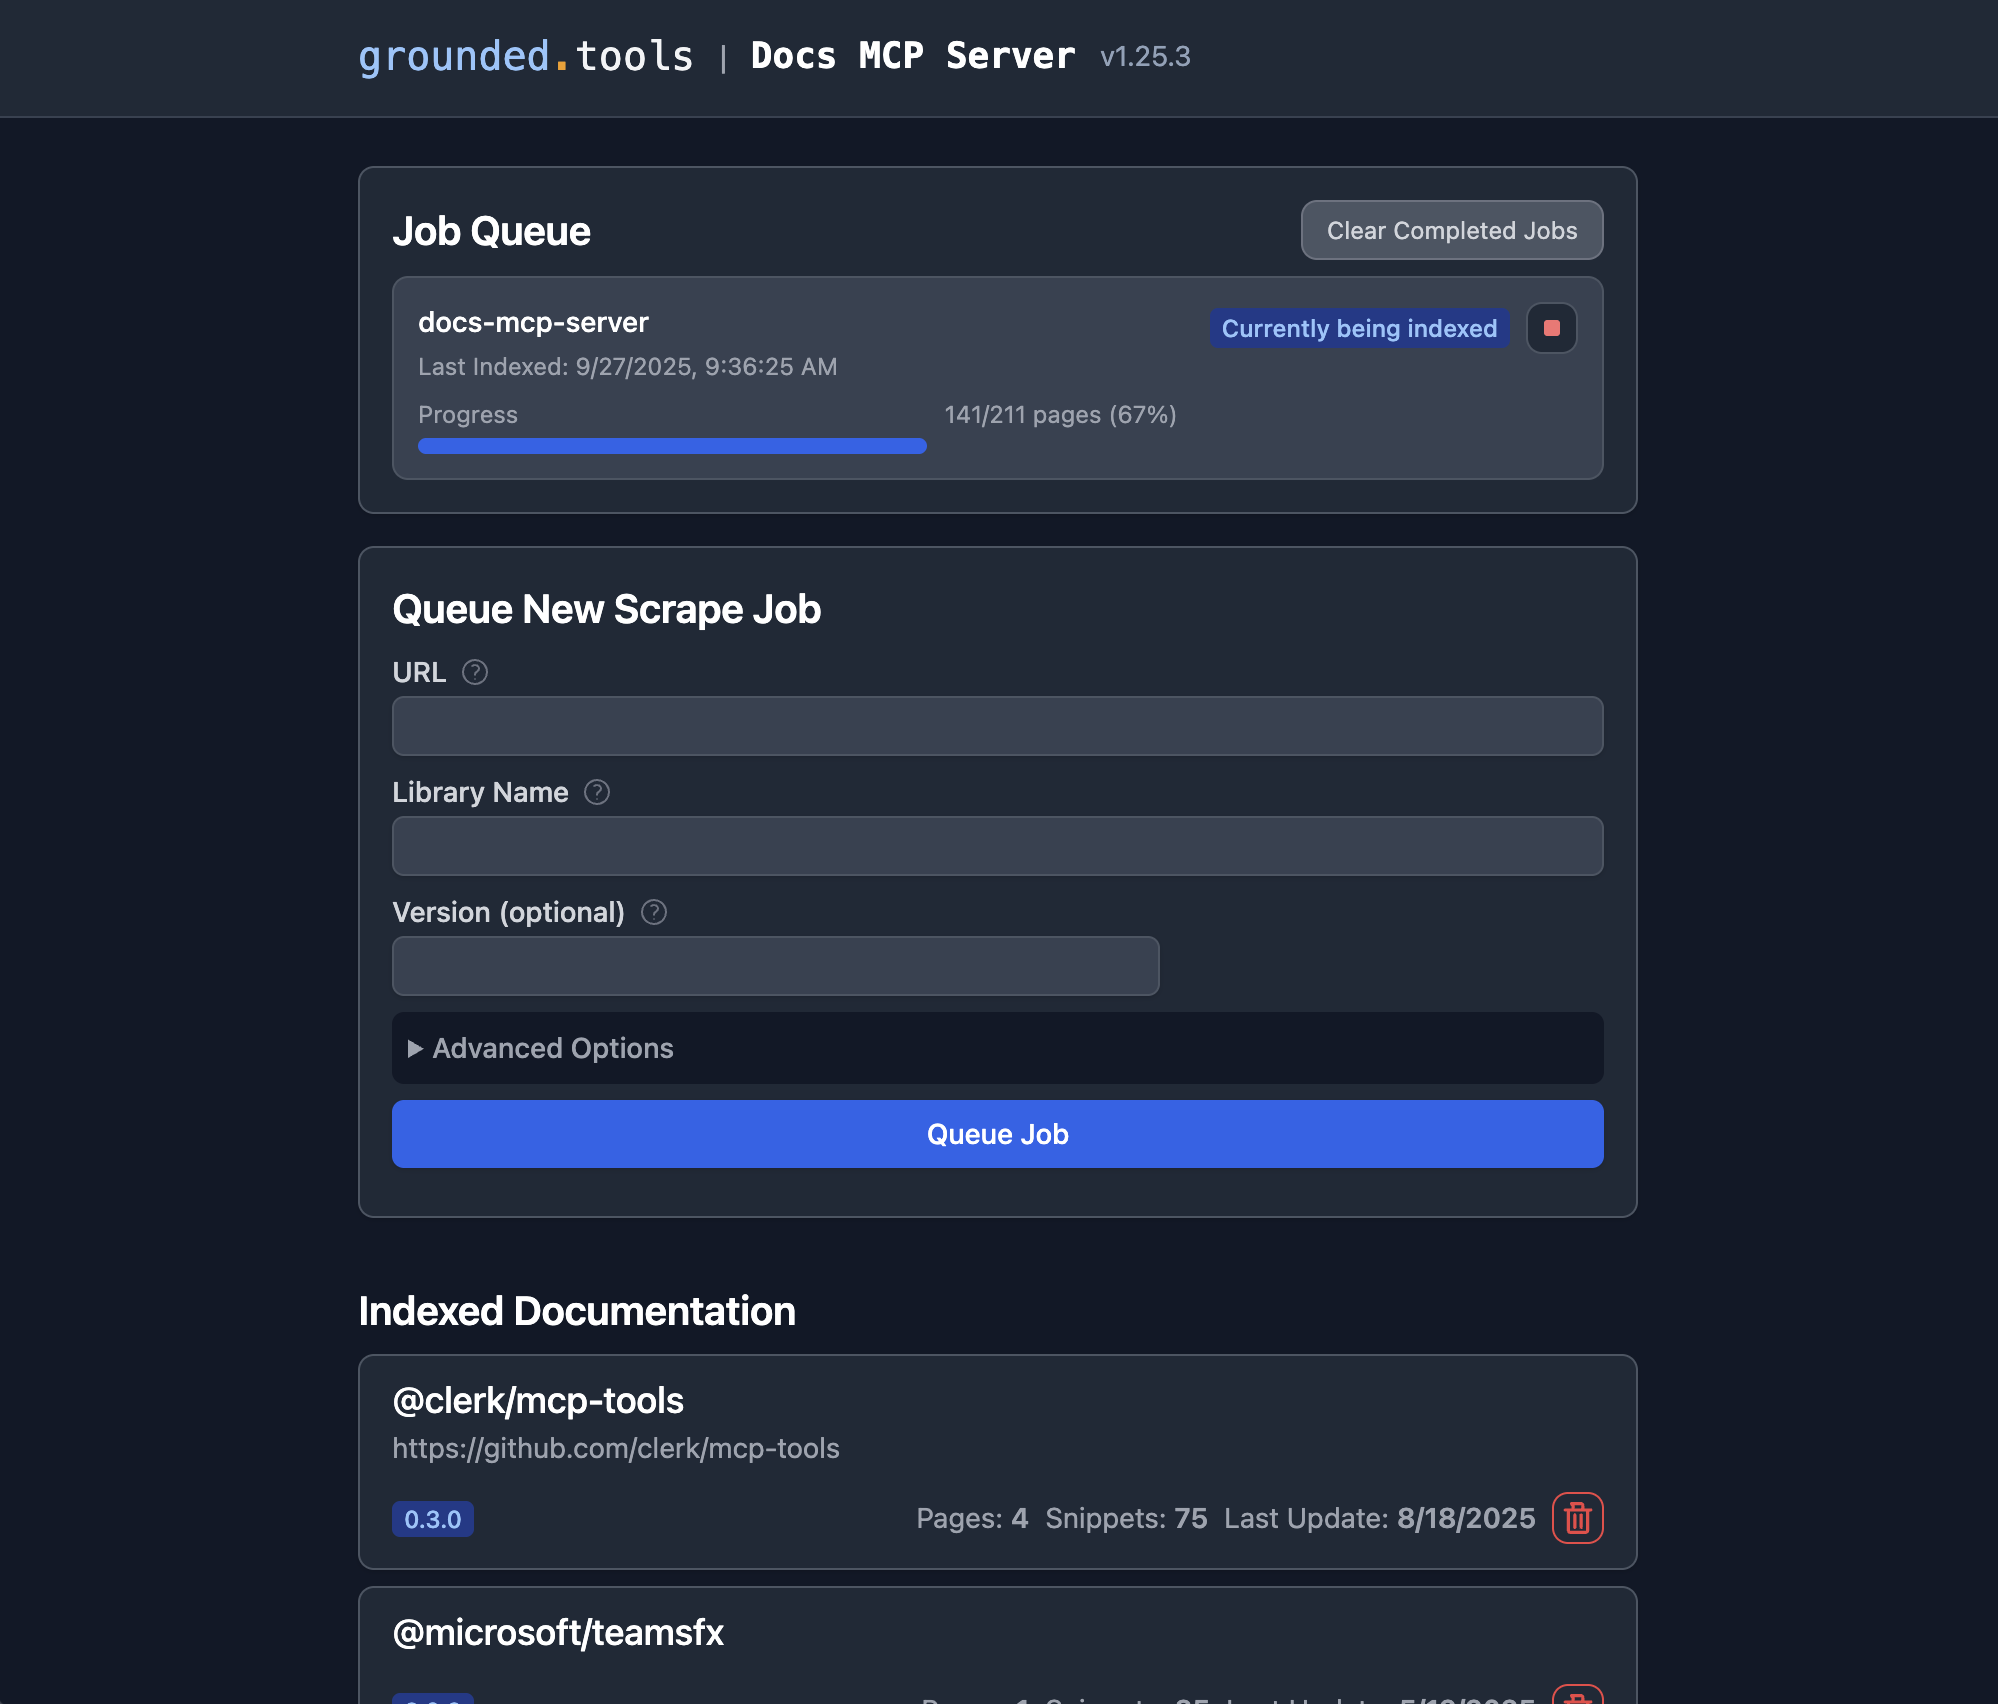 grounded.tools | Docs MCP Server v1.25.3
Job Queue
Clear Completed Jobs
docs-mcp-server
Currently being indexed
Last Indexed: 9/27/2025, 9:36:25 AM
Progress
141/211 pages (67%)
Queue New Scrape Job
URL ?
Library Name ?
Version (optional) ?
▶ Advanced Options
Queue Job
Indexed Documentation
@clerk/mcp-tools
https://github.com/clerk/mcp-tools
0.3.0
Pages: 4 Snippets: 75 Last Update: 8/18/2025
@microsoft/teamsfx